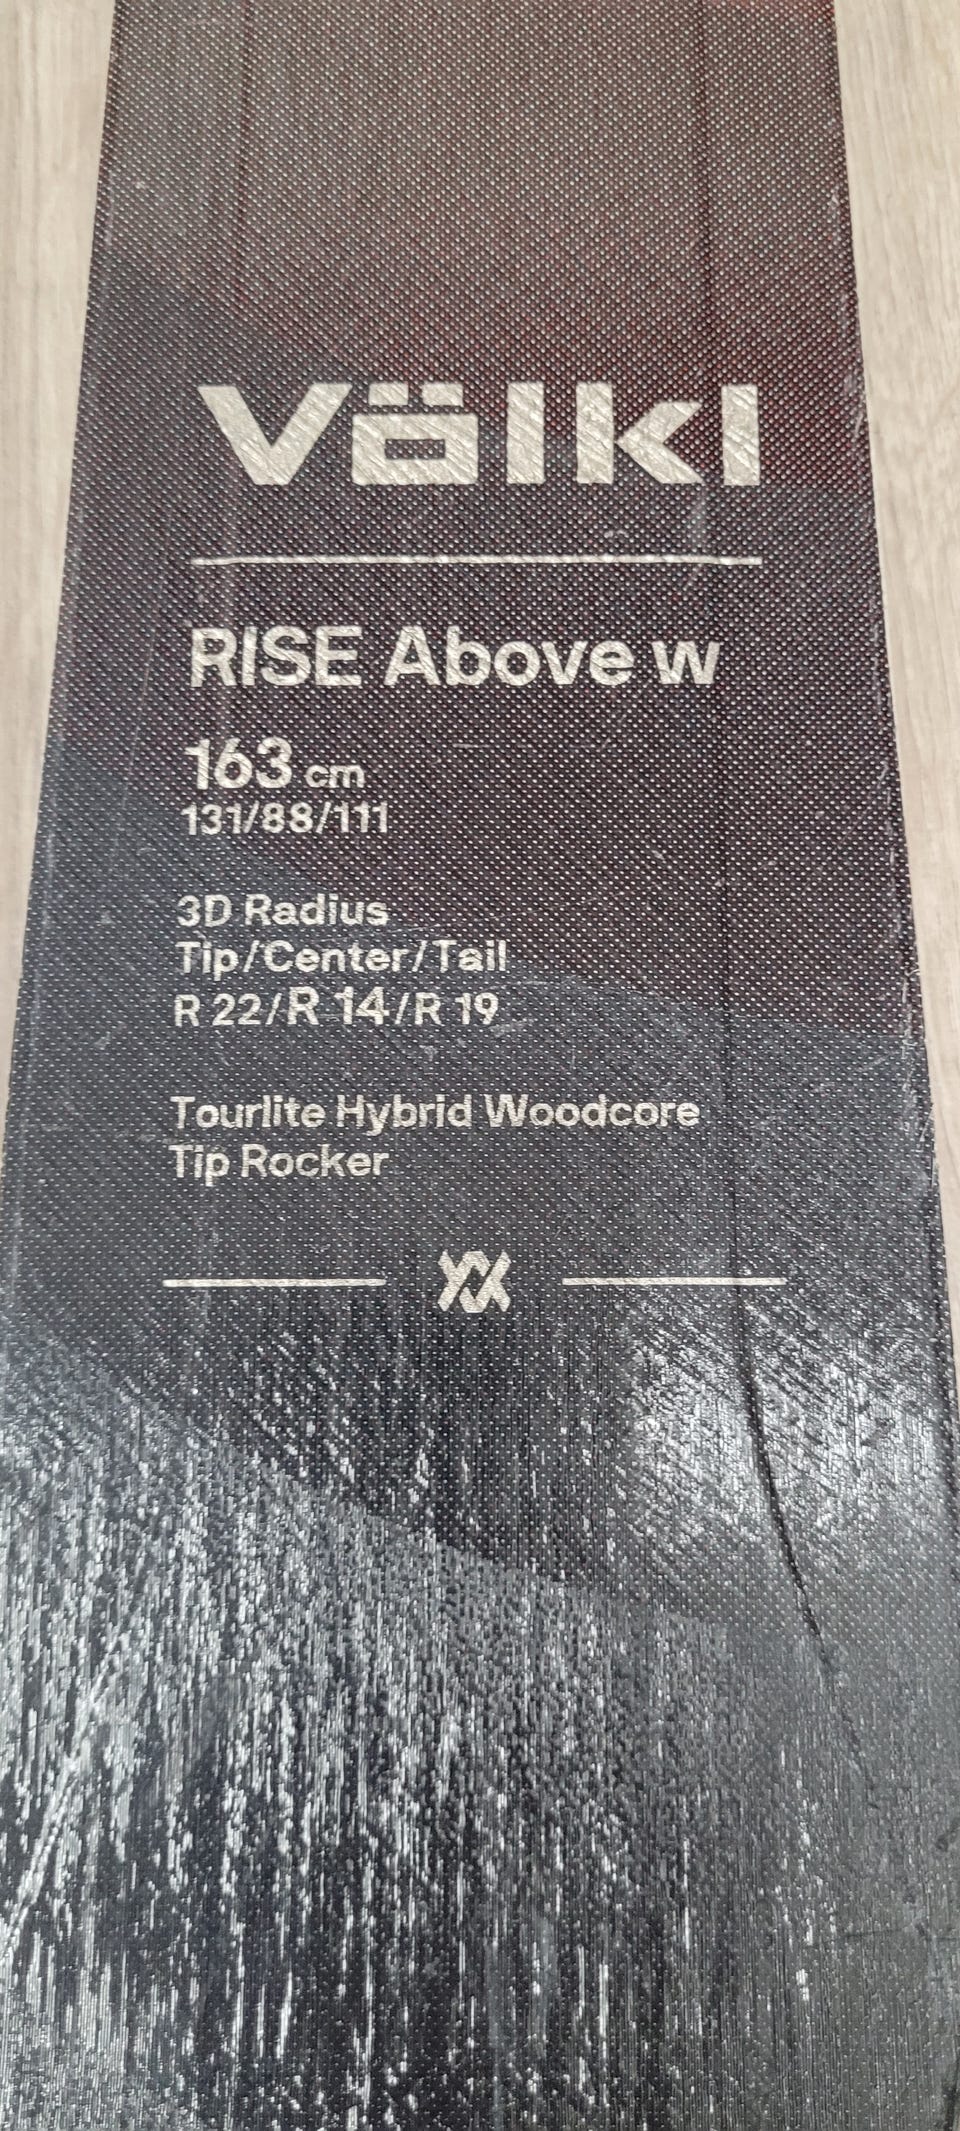 Völkl
RISE Above w
163 cm
131/88/111
3D Radius
Tip/Center/Tail
R 22/R 14/R 19
Tourlite Hybrid Woodcore
Tip Rocker